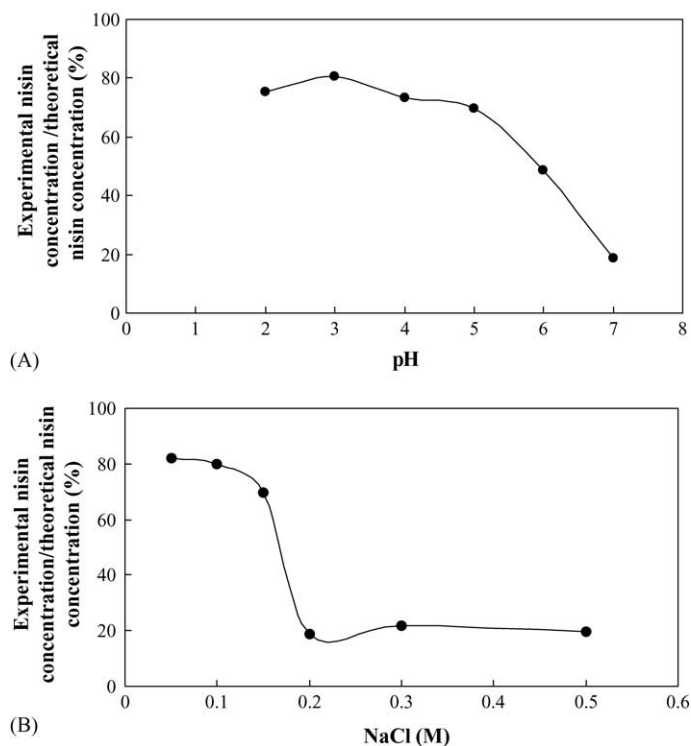 100
80
60
40
20
0
Experimental nisin
concentration /theoretical
nisin concentration (%)
0 1 2 3 4 5 6 7 8
(A)
pH
100
80
60
40
20
0
Experimental nisin
concentration/theoretical nisin
concentration (%)
0 0.1 0.2 0.3 0.4 0.5 0.6
(B)
NaCl (M)